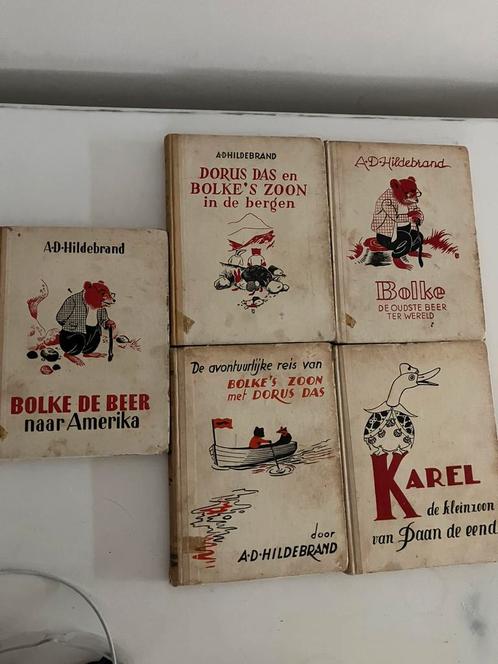 A·D·Hildebrand
BOLKE DE BEER
naar Amerika
A·D·HILDEBRAND
DORUS DAS en
BOLKE'S ZOON
in de bergen
A·D·Hildebrand
Bolke
DE OUDSTE BEER
TER WERELD
De avontuurlijke reis van
BOLKE'S ZOON
met DORUS DAS
door
A·D·HILDEBRAND
KAREL
de kleinzoon
van Daan de eend